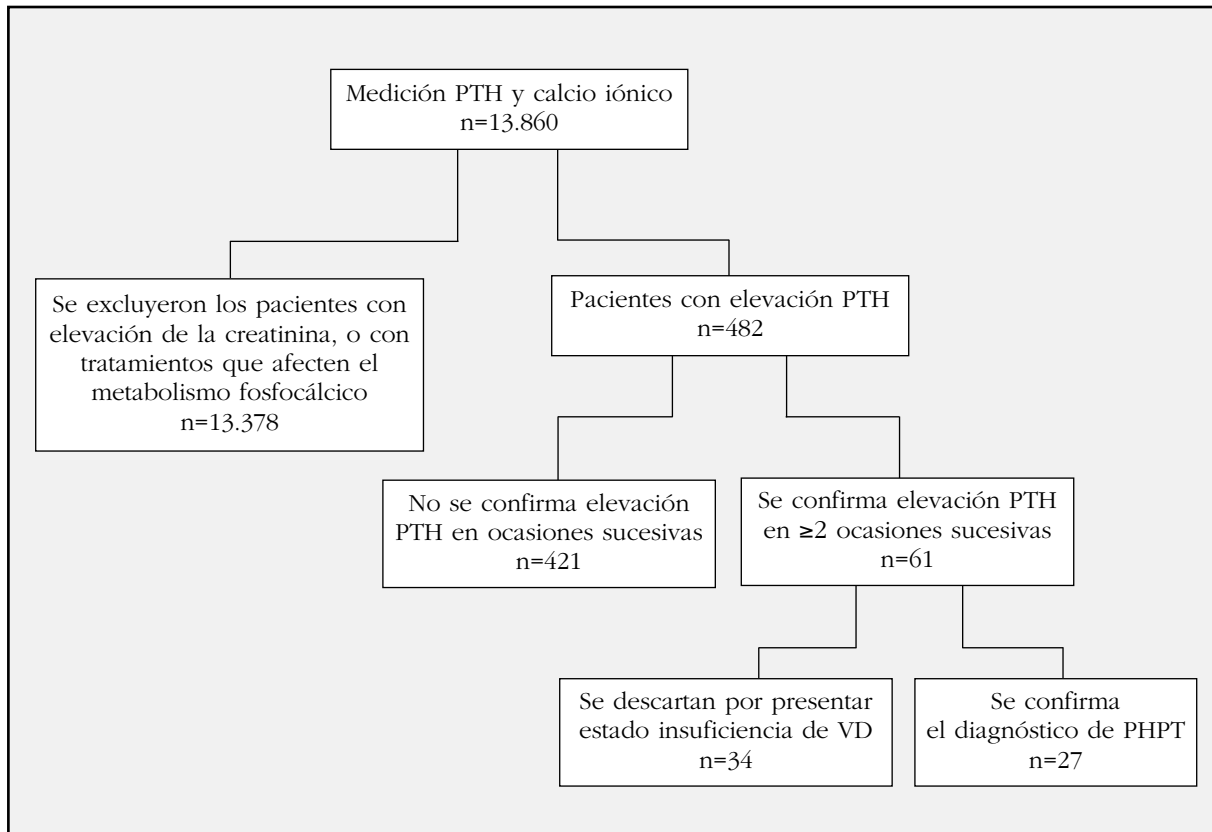 Medición PTH y calcio iónico
n=13.860
Se excluyeron los pacientes con
elevación de la creatinina, o con
tratamientos que afecten el
metabolismo fosfocálcico
n=13.378
Pacientes con elevación PTH
n=482
No se confirma elevación
PTH en ocasiones sucesivas
n=421
Se confirma elevación PTH
en ≥2 ocasiones sucesivas
n=61
Se descartan por presentar
estado insuficiencia de VD
n=34
Se confirma
el diagnóstico de PHPT
n=27